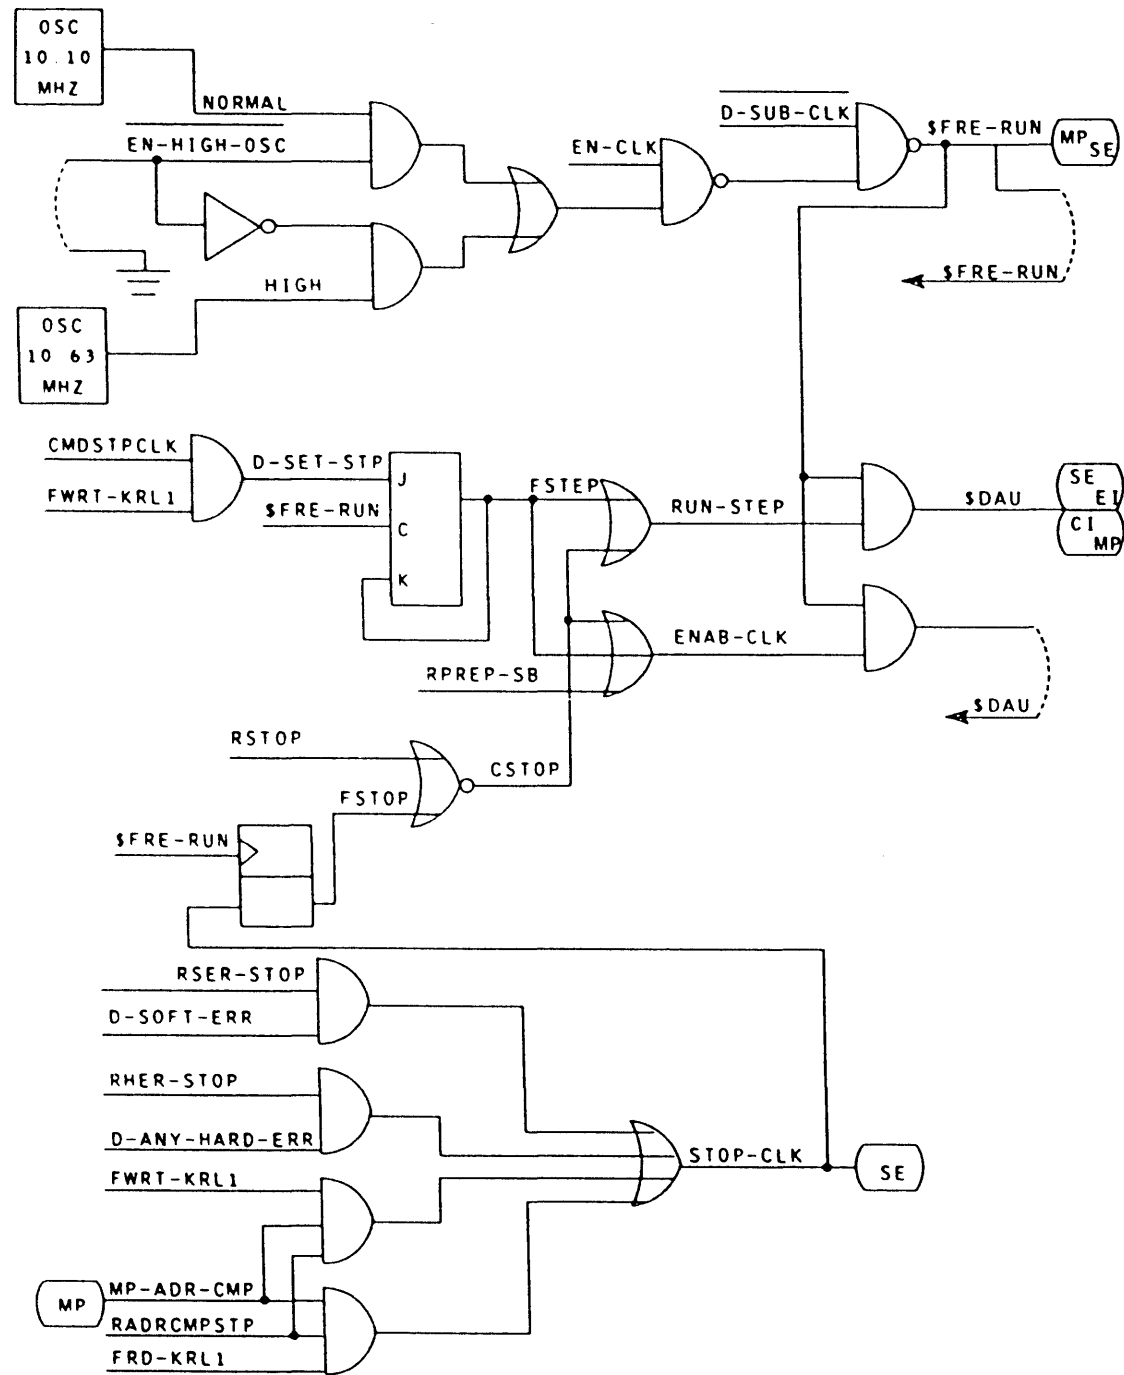 OSC
10.10
MHZ
NORMAL
EN-HIGH-OSC
HIGH
OSC
10 63
MHZ
EN-CLK
D-SUB-CLK
$FRE-RUN
MP
SE
$FRE-RUN
CMDSTPCLK
FWRT-KRL1
D-SET-STP
$FRE-RUN
J
C
K
FSTEP
RUN-STEP
$DAU
SE
EI
CI
MP
ENAB-CLK
RPREP-SB
$DAU
RSTOP
CSTOP
FSTOP
$FRE-RUN
RSER-STOP
D-SOFT-ERR
RHER-STOP
D-ANY-HARD-ERR
FWRT-KRL1
STOP-CLK
SE
MP
MP-ADR-CMP
RADRCMPSTP
FRD-KRL1